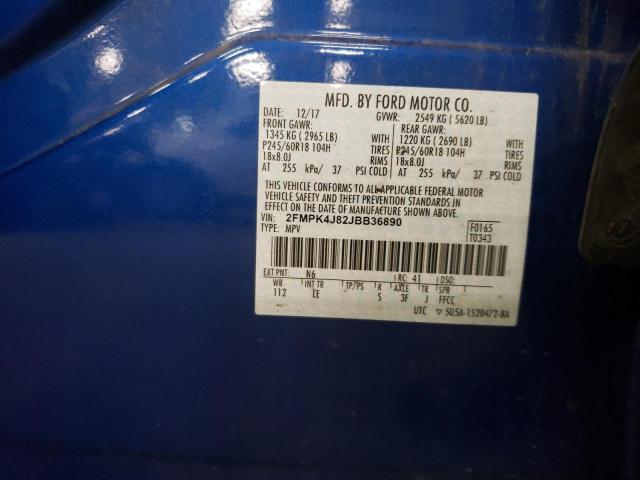 MFD. BY FORD MOTOR CO.
DATE: 12/17 GVWR: 2549 KG ( 5620 LB)
FRONT GAWR: REAR GAWR:
1345 KG ( 2965 LB) WITH 1220 KG ( 2690 LB) WITH
P245/60R18 104H TIRES P245/60R18 104H TIRES
18x8.0J RIMS 18x8.0J RIMS
AT 255 kPa/ 37 PSI COLD AT 255 kPa/ 37 PSI COLD
THIS VEHICLE CONFORMS TO ALL APPLICABLE FEDERAL MOTOR
VEHICLE SAFETY AND THEFT PREVENTION STANDARDS IN
EFFECT ON THE DATE OF MANUFACTURE SHOWN ABOVE.
VIN: 2FMPK4J82JBB36890 F0165
TYPE: MPV T0343
EXT PNT: N6 RC: 41 DSO:
WB INT TR TP/PS R AXLE TR SPR
112 LE S 3F J FFCC
UTC ▽ 5U5A-1520472-BA